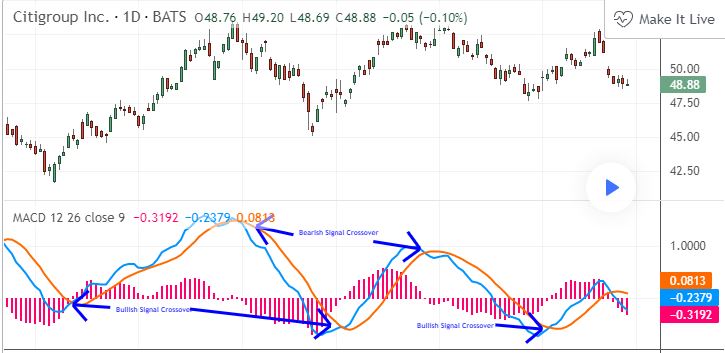 Citigroup Inc. · 1D · BATS O48.76 H49.20 L48.69 C48.88 −0.05 (−0.10%)
Make It Live
50.00
48.88
47.50
45.00
42.50
MACD 12 26 close 9 −0.3192 −0.2379 0.0813
Bearish Signal Crossover
1.0000
0.0813
−0.2379
−0.3192
Bullish Signal Crossover
Bullish Signal Crossover